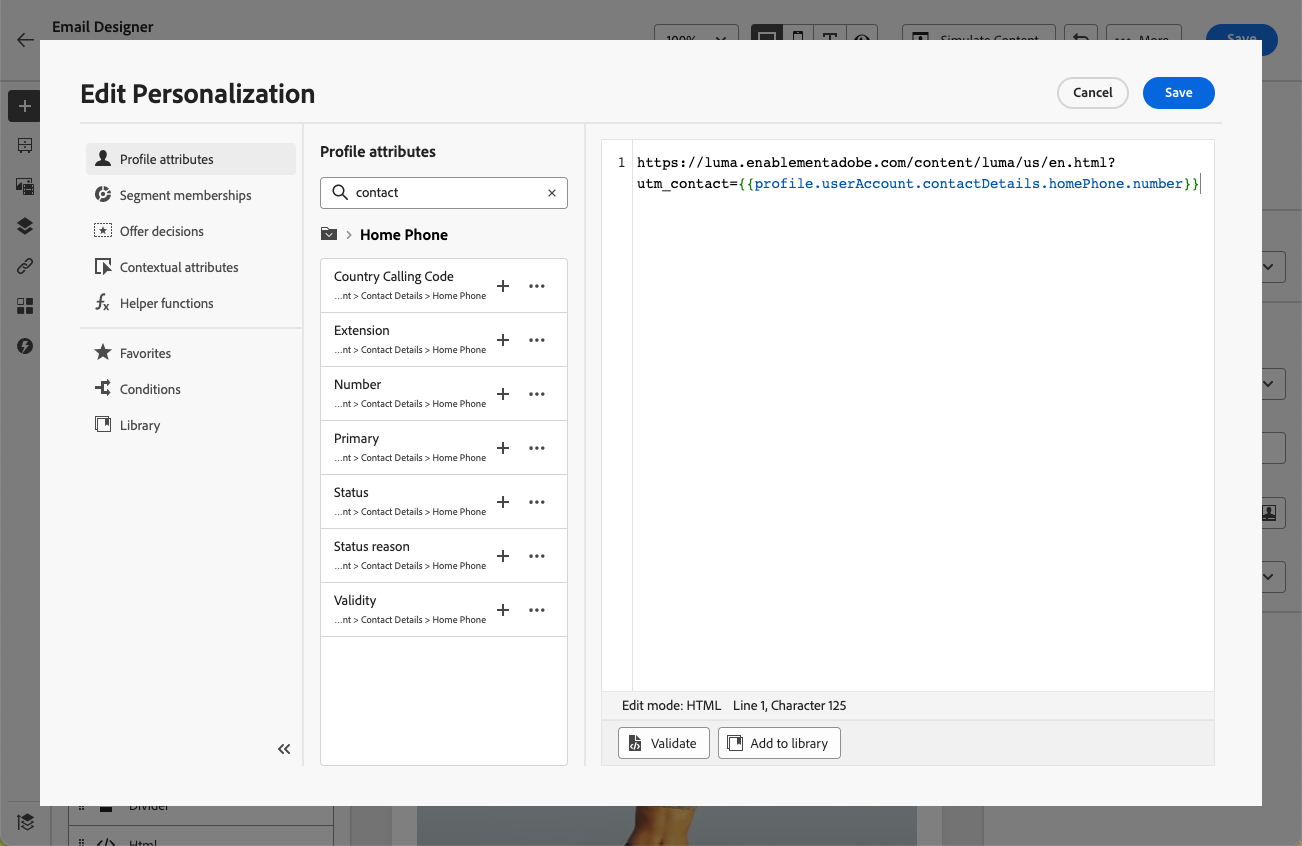 Email Designer
100%
Simulate Content
More
Save
Edit Personalization
Cancel
Save
Profile attributes
Segment memberships
Offer decisions
Contextual attributes
Helper functions
Favorites
Conditions
Library
Profile attributes
contact
Home Phone
Country Calling Code
...nt > Contact Details > Home Phone
Extension
...nt > Contact Details > Home Phone
Number
...nt > Contact Details > Home Phone
Primary
...nt > Contact Details > Home Phone
Status
...nt > Contact Details > Home Phone
Status reason
...nt > Contact Details > Home Phone
Validity
...nt > Contact Details > Home Phone
1 https://luma.enablementadobe.com/content/luma/us/en.html?
utm_contact={{profile.userAccount.contactDetails.homePhone.number}}
Edit mode: HTML Line 1, Character 125
Validate
Add to library
Divider
Html